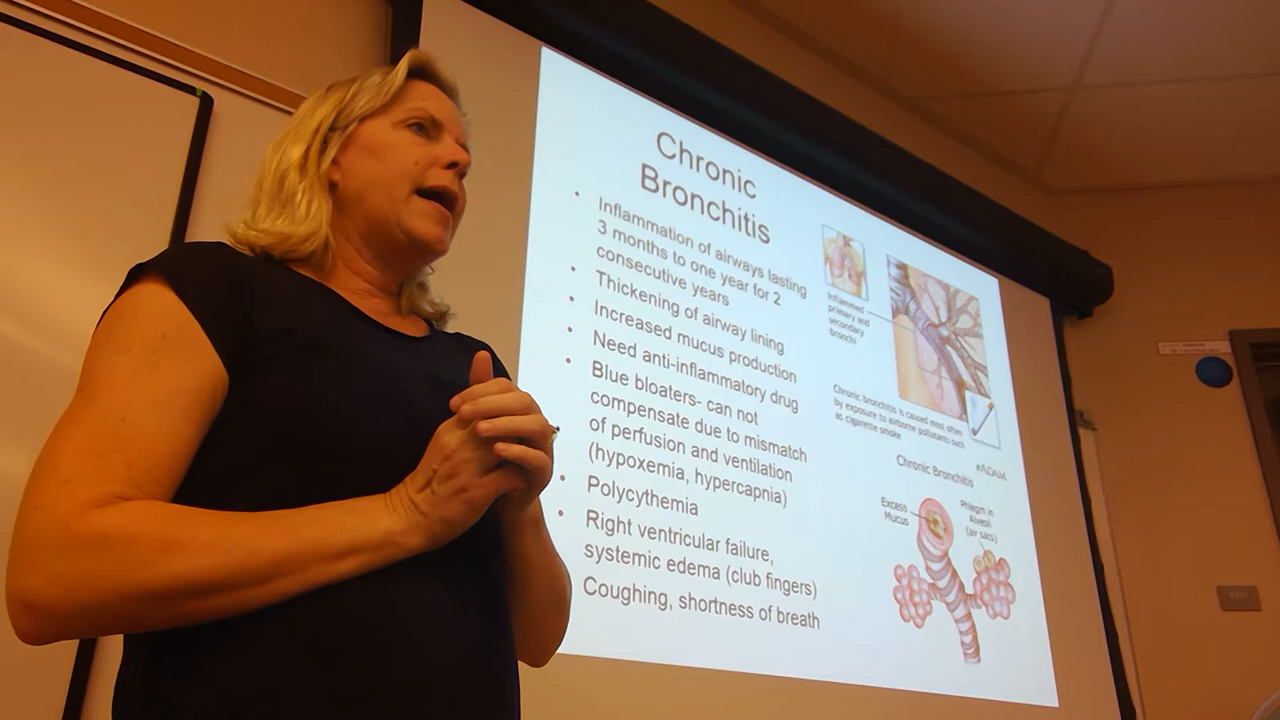 Chronic
Bronchitis
• Inflammation of airways lasting
3 months to one year for 2
consecutive years
• Thickening of airway lining
• Increased mucus production
• Need anti-inflammatory drug
• Blue bloaters- can not
compensate due to mismatch
of perfusion and ventilation
(hypoxemia, hypercapnia)
• Polycythemia
• Right ventricular failure,
systemic edema (club fingers)
Coughing, shortness of breath
Inflammed
primary and
secondary
bronchi
Chronic bronchitis is caused most often
by exposure to airborne pollutants such
as cigarette smoke
ADAM
Chronic Bronchitis
Excess
Mucus
Phlegm in
Alveoli
(air sacs)